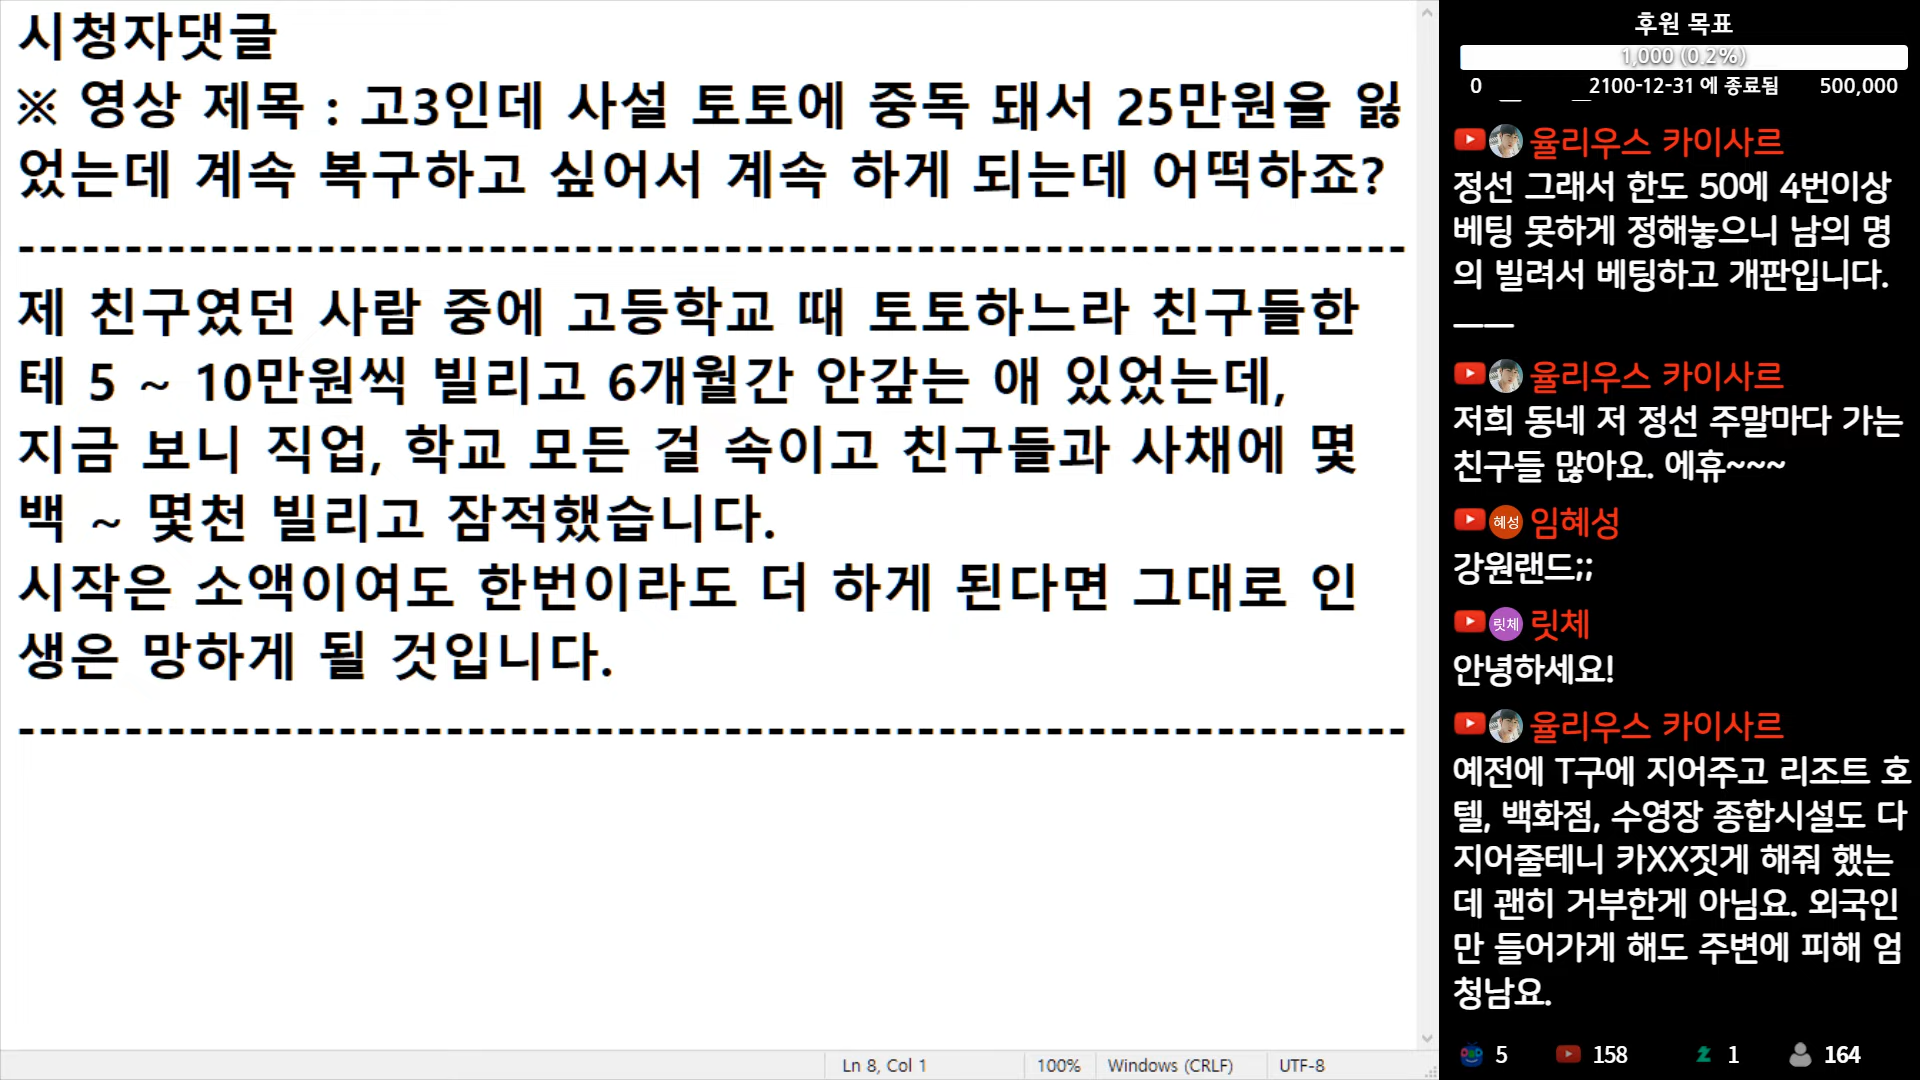 시청자댓글
※ 영상 제목 : 고3인데 사설 토토에 중독 돼서 25만원을 잃
었는데 계속 복구하고 싶어서 계속 하게 되는데 어떡하죠?
------------------------------------------------------------------
제 친구였던 사람 중에 고등학교 때 토토하느라 친구들한
테 5 ~ 10만원씩 빌리고 6개월간 안갚는 애 있었는데,
지금 보니 직업, 학교 모든 걸 속이고 친구들과 사채에 몇
백 ~ 몇천 빌리고 잠적했습니다.
시작은 소액이여도 한번이라도 더 하게 된다면 그대로 인
생은 망하게 될 것입니다.
------------------------------------------------------------------
Ln 8, Col 1
100%
Windows (CRLF)
UTF-8
후원 목표
1,000 (0.2%)
0 2100-12-31 에 종료됨 500,000
율리우스 카이사르
정선 그래서 한도 50에 4번이상
베팅 못하게 정해놓으니 남의 명
의 빌려서 베팅하고 개판입니다.
ㅡㅡ
율리우스 카이사르
저희 동네 저 정선 주말마다 가는
친구들 많아요. 에휴~~~
혜성 임혜성
강원랜드;;
릿체 릿체
안녕하세요!
율리우스 카이사르
예전에 T구에 지어주고 리조트 호
텔, 백화점, 수영장 종합시설도 다
지어줄테니 카XX짓게 해줘 했는
데 괜히 거부한게 아님요. 외국인
만 들어가게 해도 주변에 피해 엄
청남요.
5 158 1 164